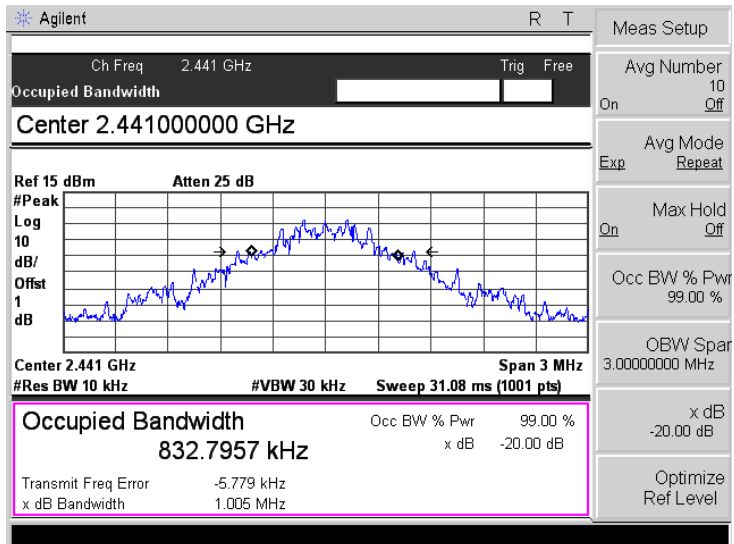 Agilent
R T
Ch Freq 2.441 GHz Trig Free
Occupied Bandwidth
Center 2.441000000 GHz
Ref 15 dBm Atten 25 dB
#Peak
Log
10
dB/
Offst
1
dB
Center 2.441 GHz Span 3 MHz
#Res BW 10 kHz #VBW 30 kHz Sweep 31.08 ms (1001 pts)
Occupied Bandwidth
832.7957 kHz
Occ BW % Pwr 99.00 %
x dB -20.00 dB
Transmit Freq Error -5.779 kHz
x dB Bandwidth 1.005 MHz
Meas Setup
Avg Number
10
On Off
Avg Mode
Exp Repeat
Max Hold
On Off
Occ BW % Pwr
99.00 %
OBW Span
3.00000000 MHz
x dB
-20.00 dB
Optimize
Ref Level